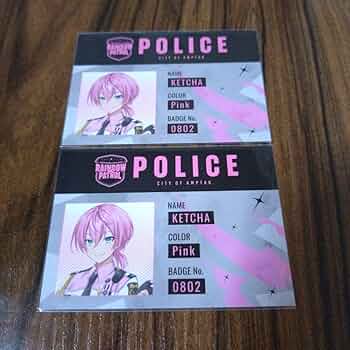 RAINBOW
PATROL
POLICE
CITY OF AMPTAK
NAME
KETCHA
COLOR
Pink
BADGE No.
0802
RAINBOW
PATROL
POLICE
CITY OF AMPTAK
NAME
KETCHA
COLOR
Pink
BADGE No.
0802